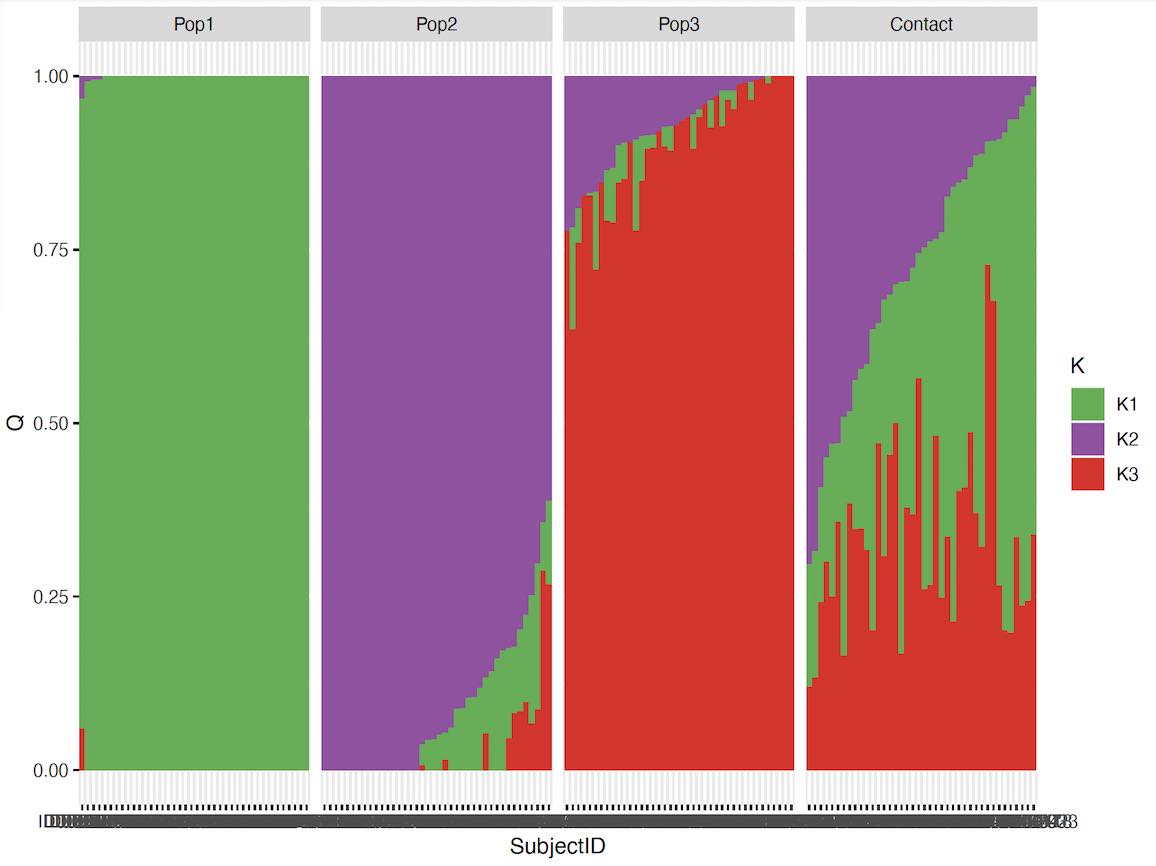 Pop1
Pop2
Pop3
Contact
1.00
0.75
0.50
0.25
0.00
Q
SubjectID
K
K1
K2
K3